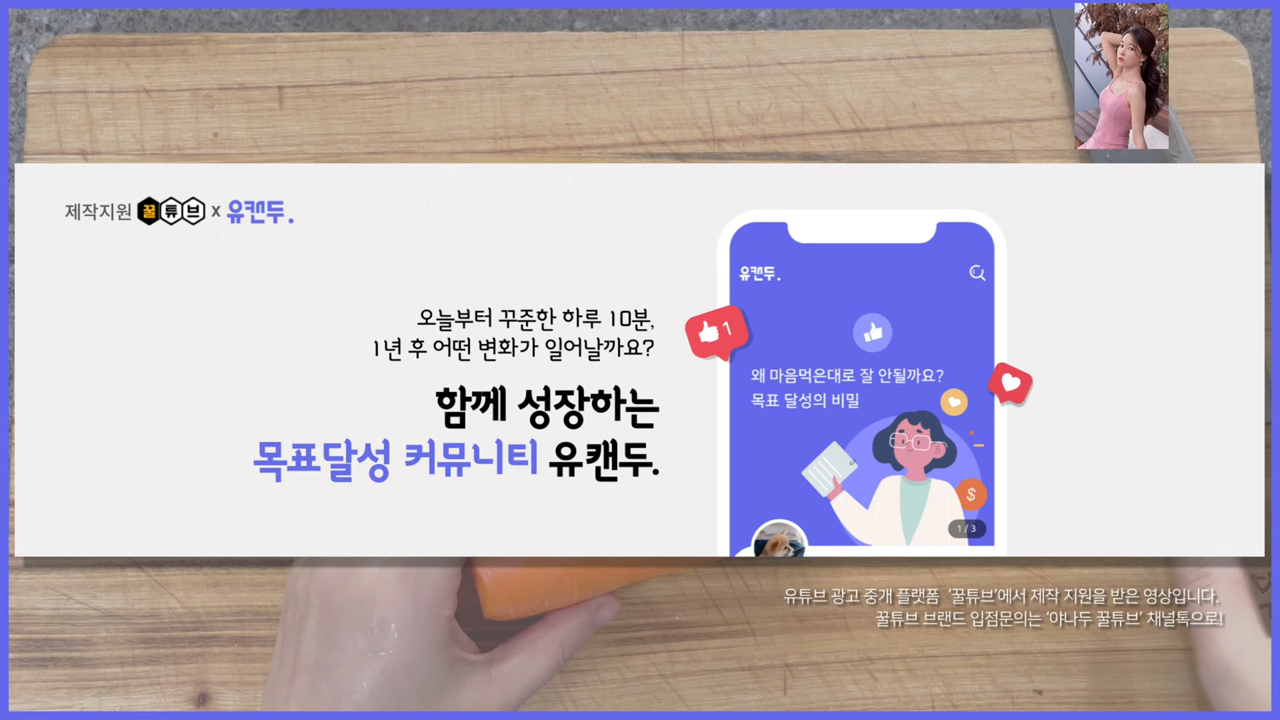 제작지원 꿀튜브 x 유캔두.
오늘부터 꾸준한 하루 10분,
1년 후 어떤 변화가 일어날까요?
함께 성장하는
목표달성 커뮤니티 유캔두.
유캔두.
1
왜 마음먹은대로 잘 안될까요?
목표 달성의 비밀
$
1/3
유튜브 광고 중개 플랫폼 '꿀튜브'에서 제작 지원을 받은 영상입니다.
꿀튜브 브랜드 입점문의는 '야나두 꿀튜브' 채널톡으로!